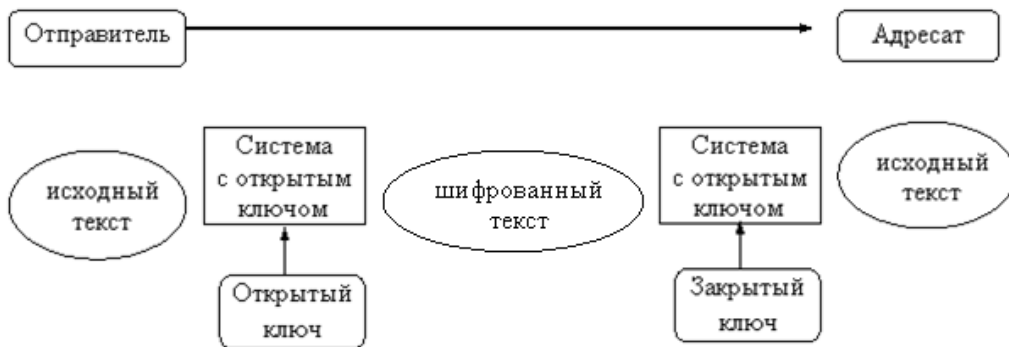 Отправитель
Адресат
исходный
текст
Система
с открытым
ключом
шифрованный
текст
Система
с открытым
ключом
исходный
текст
Открытый
ключ
Закрытый
ключ